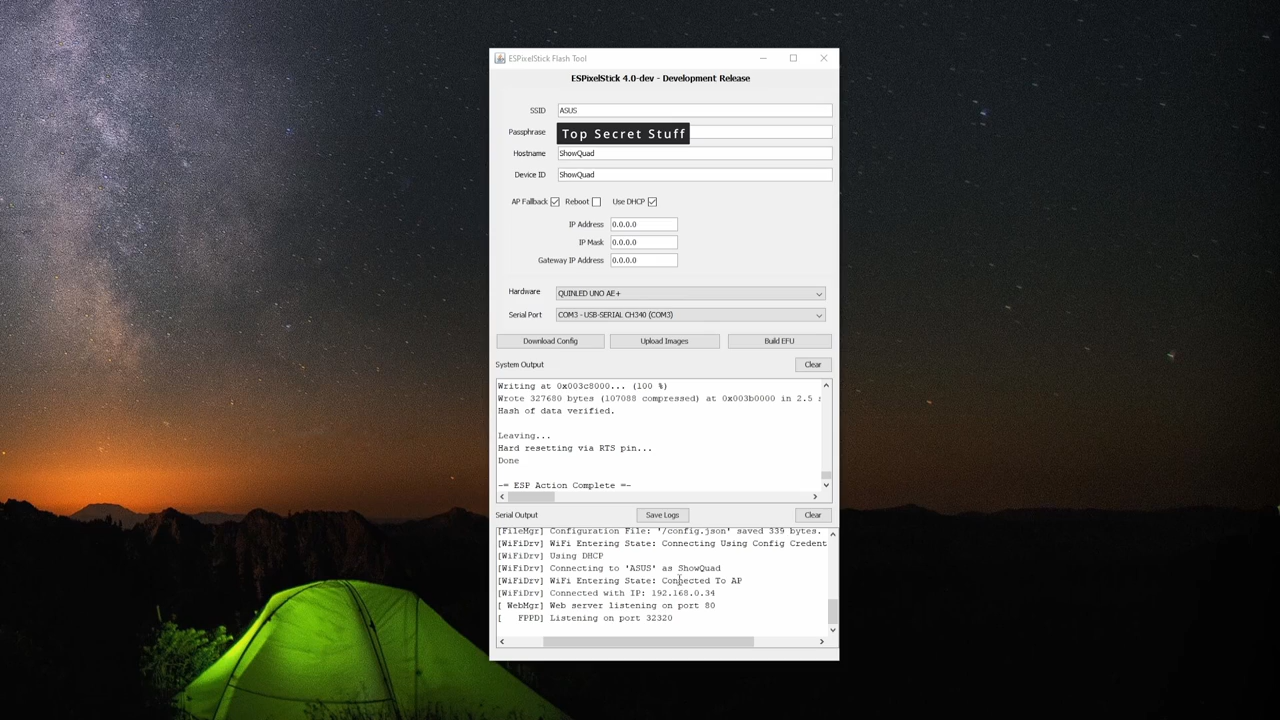 ESPixelStick Flash Tool
ESPixelStick 4.0-dev - Development Release
SSID ASUS
Passphrase Top Secret Stuff
Hostname ShowQuad
Device ID ShowQuad
AP Fallback Reboot Use DHCP
IP Address 0.0.0.0
IP Mask 0.0.0.0
Gateway IP Address 0.0.0.0
Hardware QUINLED UNO AE+
Serial Port COM3 - USB-SERIAL CH340 (COM3)
Download Config Upload Images Build EFU
System Output Clear
Writing at 0x003c8000... (100 %)
Wrote 327680 bytes (107088 compressed) at 0x003b0000 in 2.5 s
Hash of data verified.
Leaving...
Hard resetting via RTS pin...
Done
-= ESP Action Complete =-
Serial Output Save Logs Clear
[FileMgr] Configuration File: '/config.json' saved 339 bytes.
[WiFiDrv] WiFi Entering State: Connecting Using Config Credent
[WiFiDrv] Using DHCP
[WiFiDrv] Connecting to 'ASUS' as ShowQuad
[WiFiDrv] WiFi Entering State: Connected To AP
[WiFiDrv] Connected with IP: 192.168.0.34
[ WebMgr] Web server listening on port 80
[ FPPD] Listening on port 32320